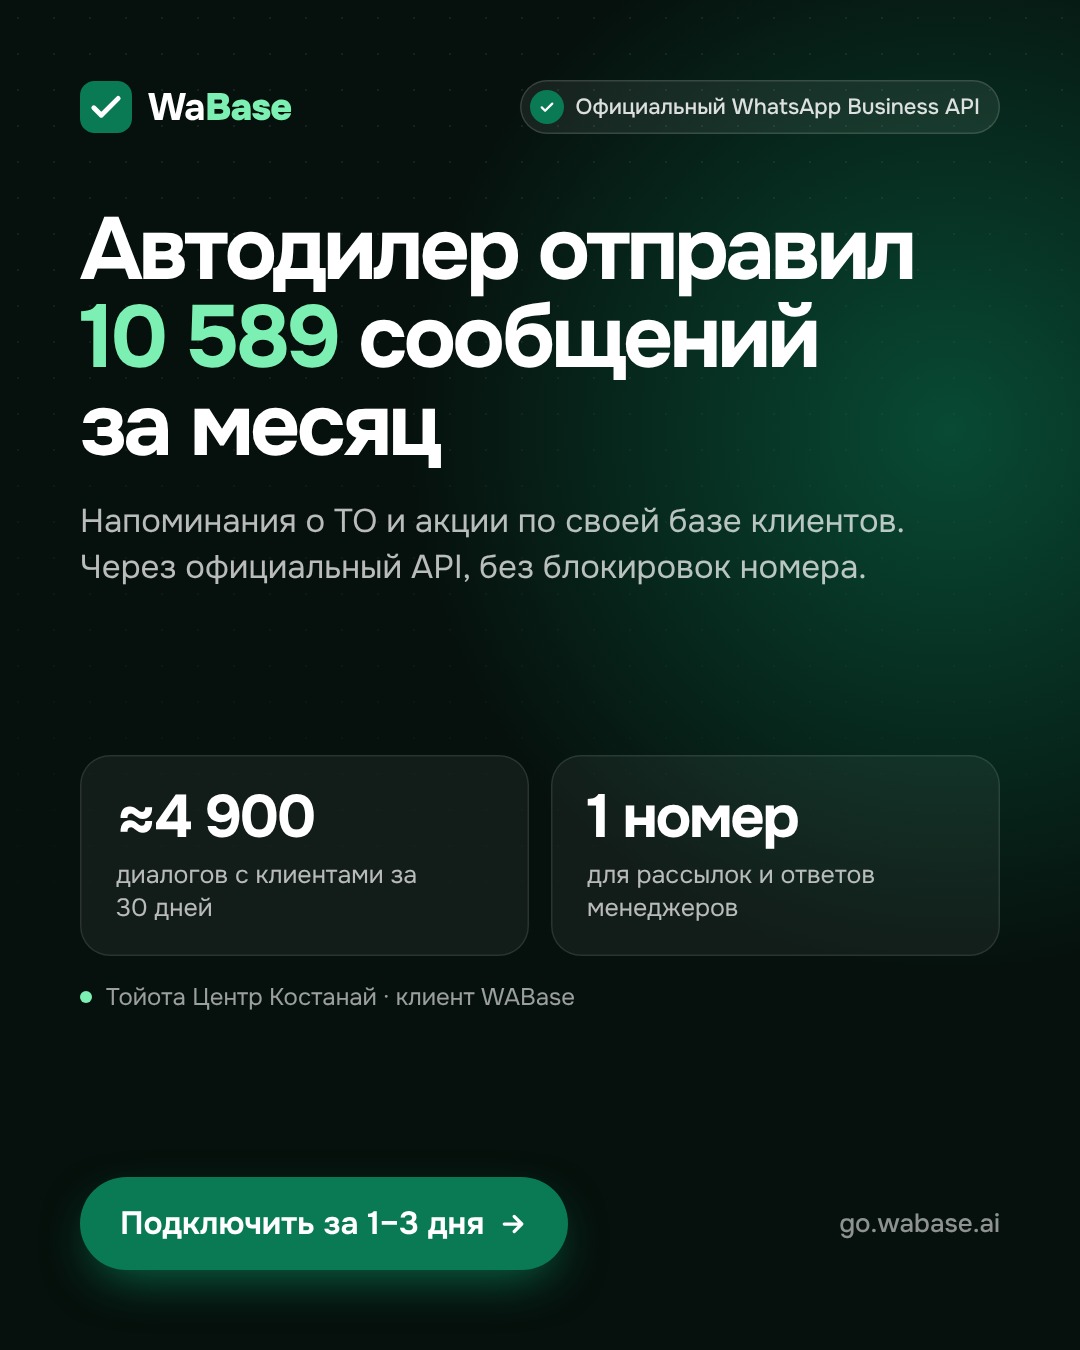 WaBase
Официальный WhatsApp Business API
Автодилер отправил
10 589 сообщений
за месяц
Напоминания о ТО и акции по своей базе клиентов.
Через официальный API, без блокировок номера.
≈4 900
диалогов с клиентами за
30 дней
1 номер
для рассылок и ответов
менеджеров
Тойота Центр Костанай · клиент WABase
Подключить за 1–3 дня →
go.wabase.ai